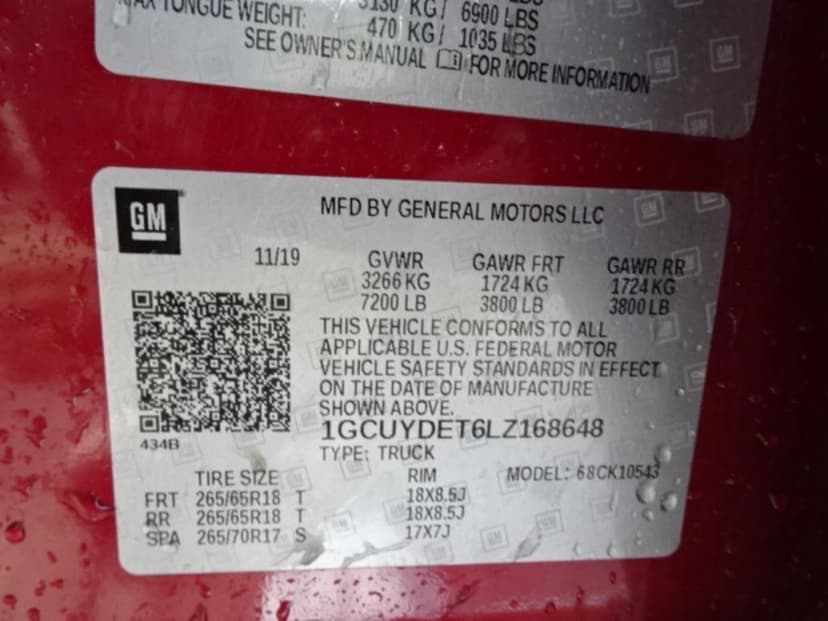 MAX TONGUE WEIGHT: 3130 KG/ 6900 LBS
470 KG/ 1035 LBS
SEE OWNER'S MANUAL FOR MORE INFORMATION
GM
MFD BY GENERAL MOTORS LLC
11/19 GVWR GAWR FRT GAWR RR
3266 KG 1724 KG 1724 KG
7200 LB 3800 LB 3800 LB
THIS VEHICLE CONFORMS TO ALL
APPLICABLE U.S. FEDERAL MOTOR
VEHICLE SAFETY STANDARDS IN EFFECT
ON THE DATE OF MANUFACTURE
SHOWN ABOVE.
434B
1GCUYDET6LZ168648
TYPE: TRUCK
TIRE SIZE RIM MODEL: 68CK10543
FRT 265/65R18 T 18X8.5J
RR 265/65R18 T 18X8.5J
SPA 265/70R17 S 17X7J